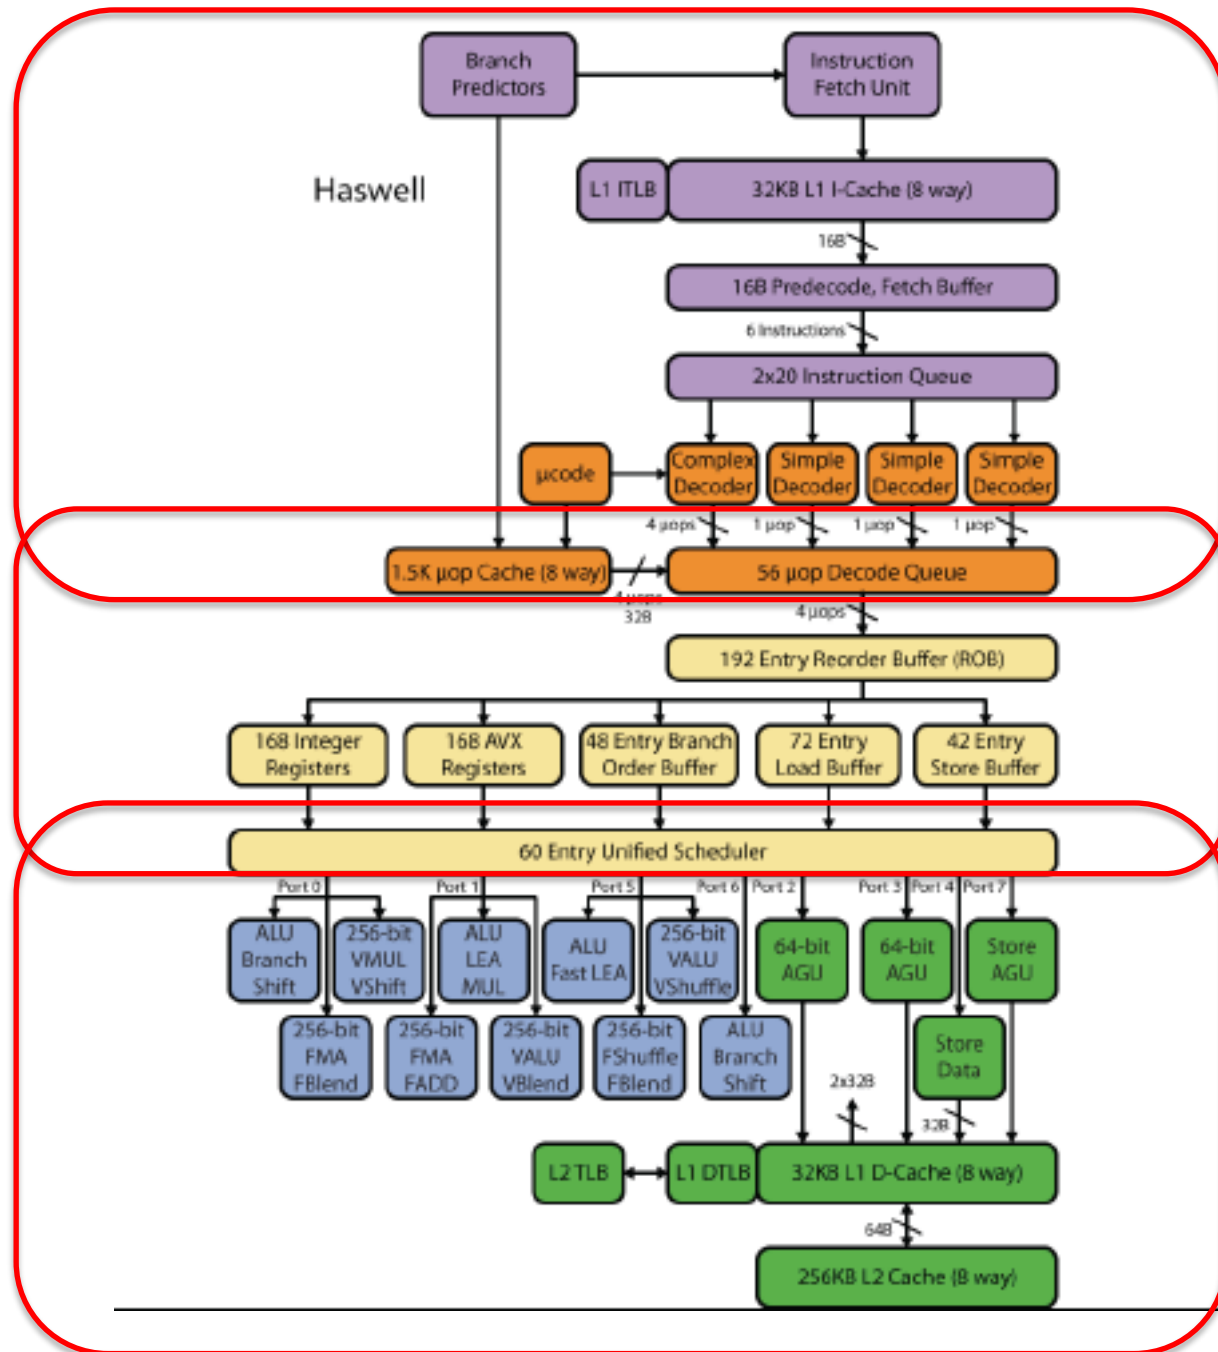 Branch
Predictors
Instruction
Fetch Unit
Haswell
L1 ITLB
32KB L1 I-Cache (8 way)
16B
16B Predecode, Fetch Buffer
6 Instructions
2x20 Instruction Queue
µcode
Complex
Decoder
Simple
Decoder
Simple
Decoder
Simple
Decoder
4 µops
1 µop
1 µop
1 µop
1.5K µop Cache (8 way)
56 µop Decode Queue
4 µops
32B
4 µops
192 Entry Reorder Buffer (ROB)
168 Integer
Registers
168 AVX
Registers
48 Entry Branch
Order Buffer
72 Entry
Load Buffer
42 Entry
Store Buffer
60 Entry Unified Scheduler
Port 0
Port 1
Port 5
Port 6
Port 2
Port 3
Port 4
Port 7
ALU
Branch
Shift
256-bit
VMUL
VShift
ALU
LEA
MUL
ALU
Fast LEA
256-bit
VALU
VShuffle
64-bit
AGU
64-bit
AGU
Store
AGU
256-bit
FMA
FBlend
256-bit
FMA
FADD
256-bit
VALU
VBlend
256-bit
FShuffle
FBlend
ALU
Branch
Shift
Store
Data
2x32B
32B
L2 TLB
L1 DTLB
32KB L1 D-Cache (8 way)
64B
256KB L2 Cache (8 way)